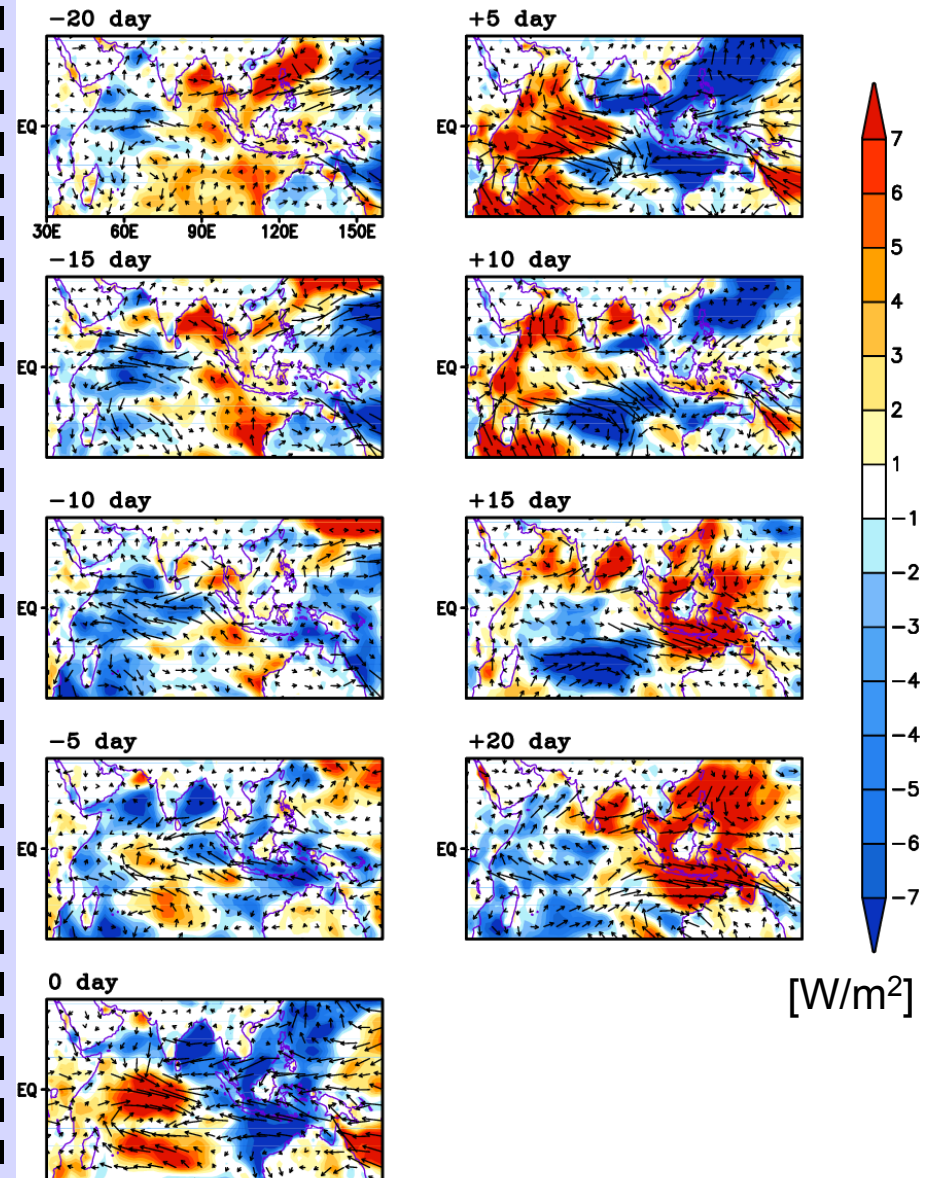 -20 day
EQ
30E 60E 90E 120E 150E
-15 day
EQ
-10 day
EQ
-5 day
EQ
0 day
EQ
+5 day
EQ
+10 day
EQ
+15 day
EQ
+20 day
EQ
7
6
5
4
3
2
1
-1
-2
-3
-4
-5
-6
-7
[W/m²]